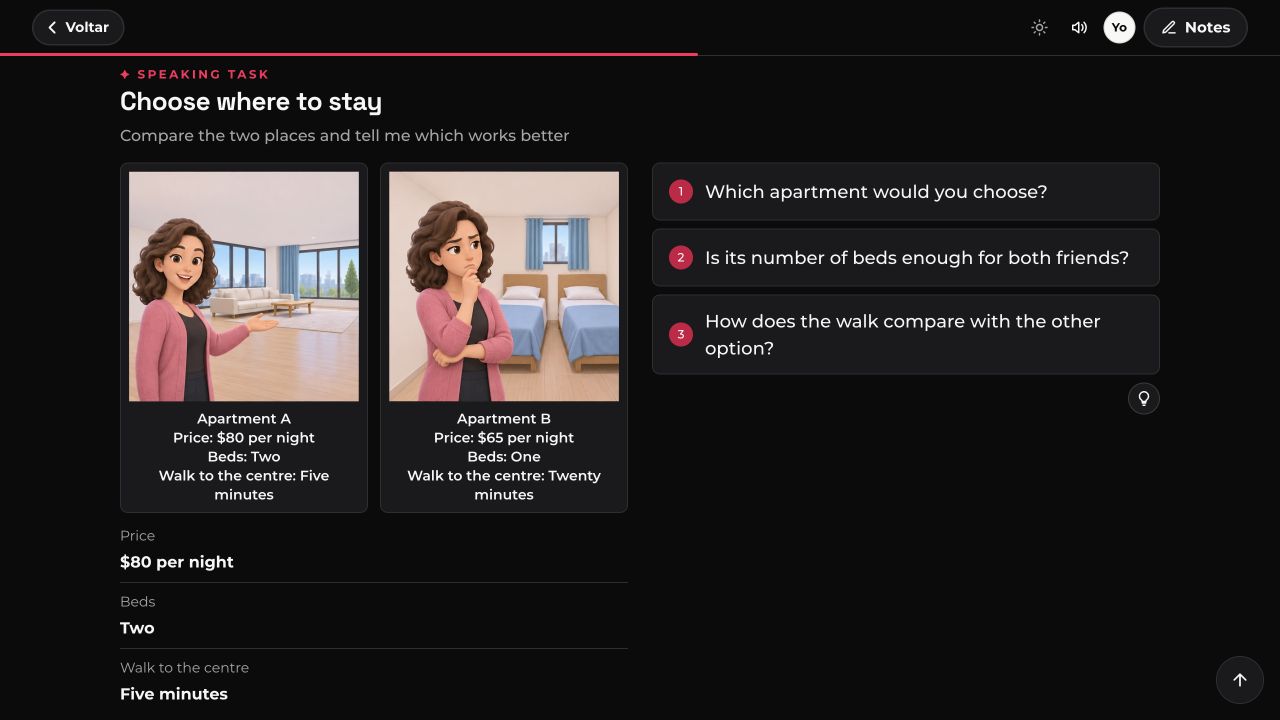 Voltar
Yo
Notes
SPEAKING TASK
Choose where to stay
Compare the two places and tell me which works better
Apartment A
Price: $80 per night
Beds: Two
Walk to the centre: Five
minutes
Apartment B
Price: $65 per night
Beds: One
Walk to the centre: Twenty
minutes
1 Which apartment would you choose?
2 Is its number of beds enough for both friends?
3 How does the walk compare with the other
option?
Price
$80 per night
Beds
Two
Walk to the centre
Five minutes